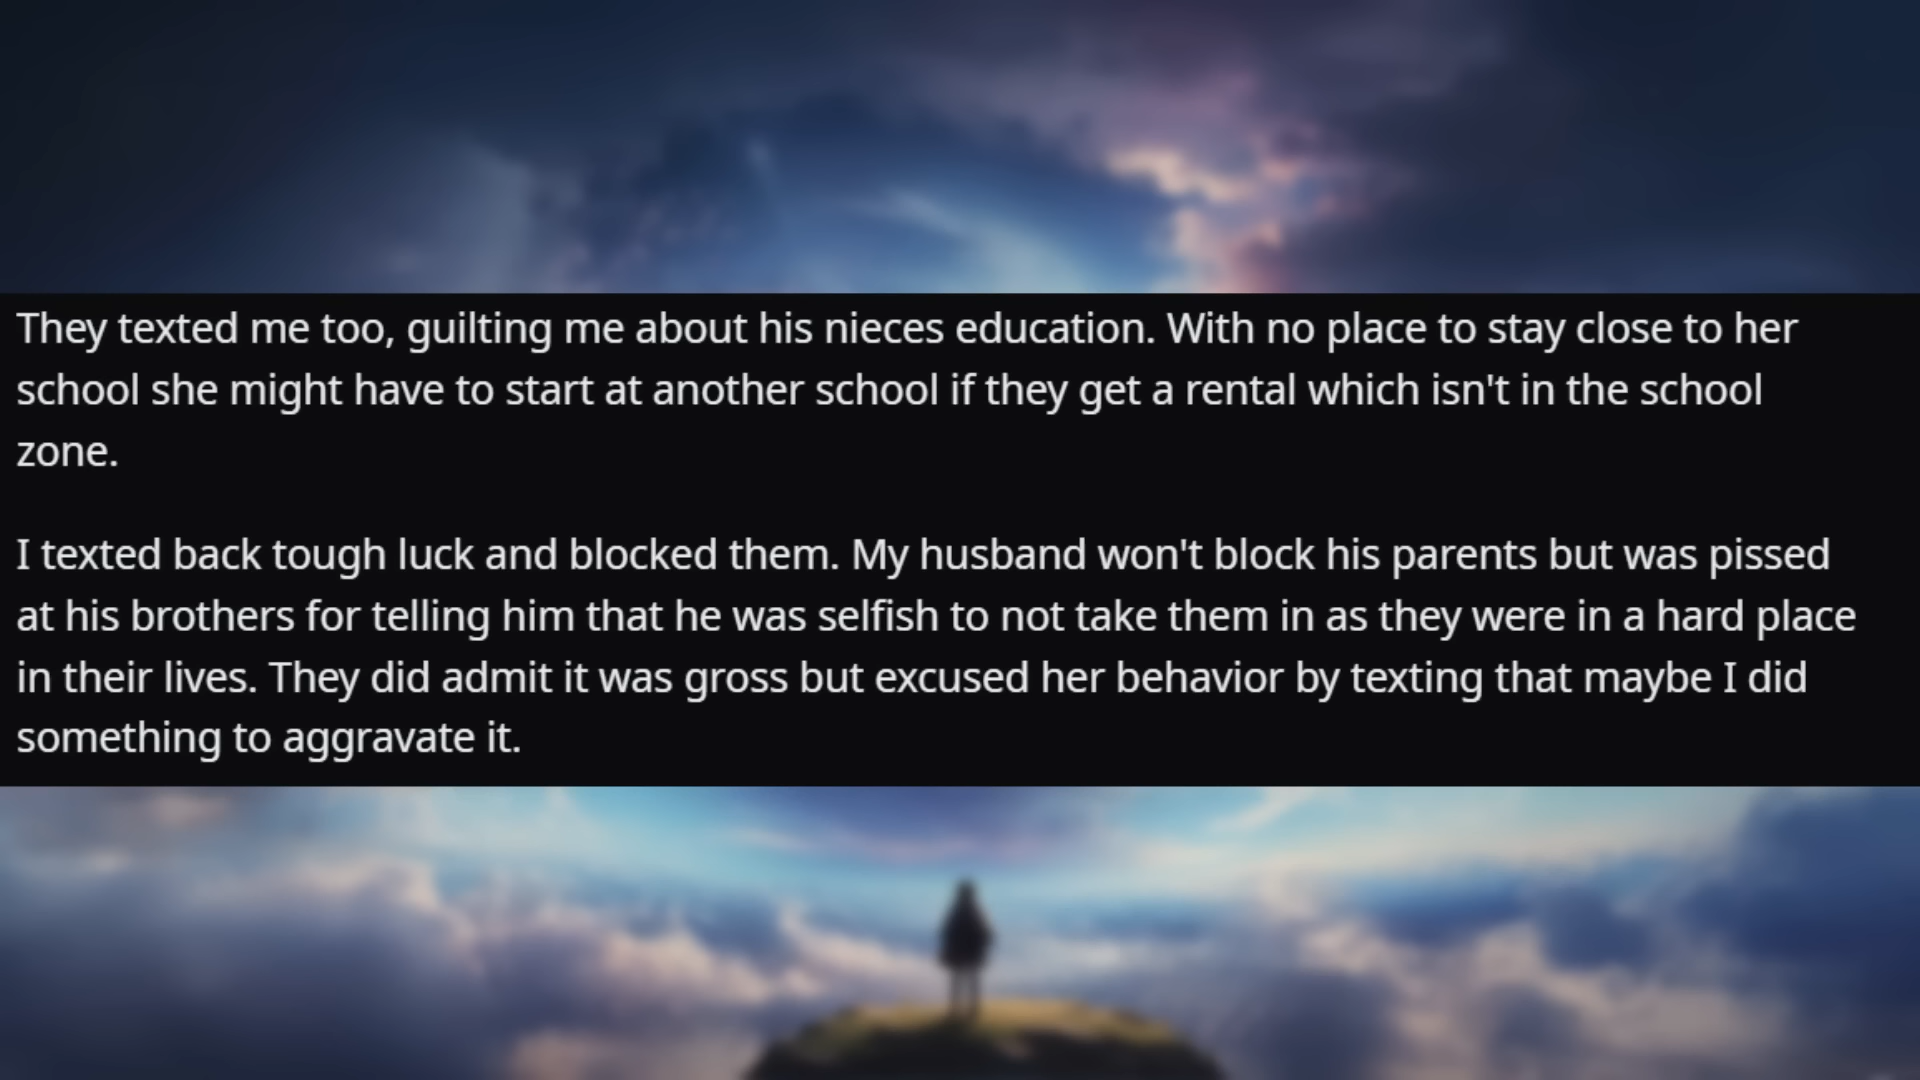 They texted me too, guilting me about his nieces education. With no place to stay close to her
school she might have to start at another school if they get a rental which isn't in the school
zone.
I texted back tough luck and blocked them. My husband won't block his parents but was pissed
at his brothers for telling him that he was selfish to not take them in as they were in a hard place
in their lives. They did admit it was gross but excused her behavior by texting that maybe I did
something to aggravate it.